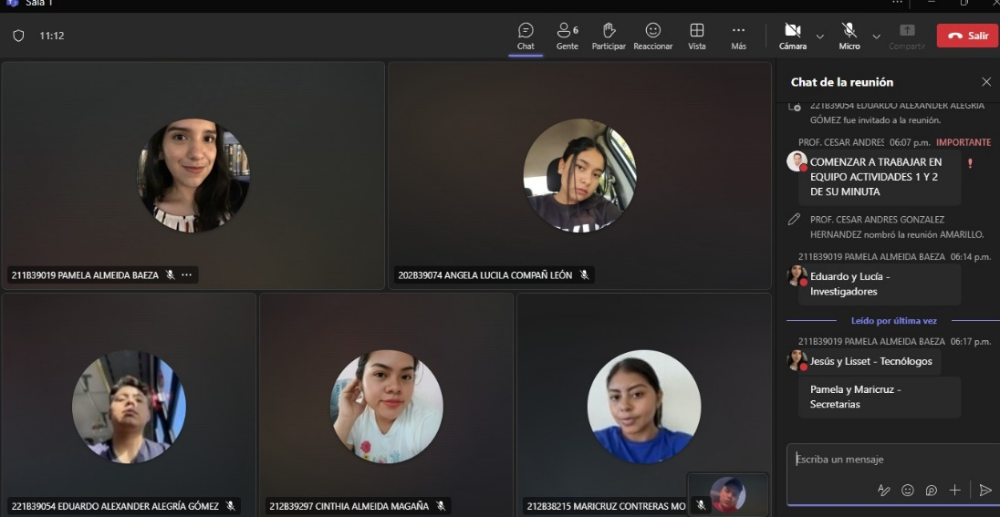 Sala 1
11:12
Chat
6
Gente
Participar
Reaccionar
Vista
Más
Cámara
Micro
Compartir
Salir
211B39019 PAMELA ALMEIDA BAEZA
202B39074 ANGELA LUCILA COMPAÑ LEÓN
221B39054 EDUARDO ALEXANDER ALEGRÍA GÓMEZ
212B39297 CINTHIA ALMEIDA MAGAÑA
212B38215 MARICRUZ CONTRERAS MO
Chat de la reunión
221B39054 EDUARDO ALEXANDER ALEGRÍA
GÓMEZ fue invitado a la reunión.
PROF. CESAR ANDRES 06:07 p.m. IMPORTANTE
COMENZAR A TRABAJAR EN
EQUIPO ACTIVIDADES 1 Y 2
DE SU MINUTA
PROF. CESAR ANDRES GONZALEZ
HERNANDEZ nombró la reunión AMARILLO.
211B39019 PAMELA ALMEIDA BAEZA 06:14 p.m.
Eduardo y Lucía -
Investigadores
Leído por última vez
211B39019 PAMELA ALMEIDA BAEZA 06:17 p.m.
Jesús y Lisset - Tecnólogos
Pamela y Maricruz -
Secretarias
Escriba un mensaje